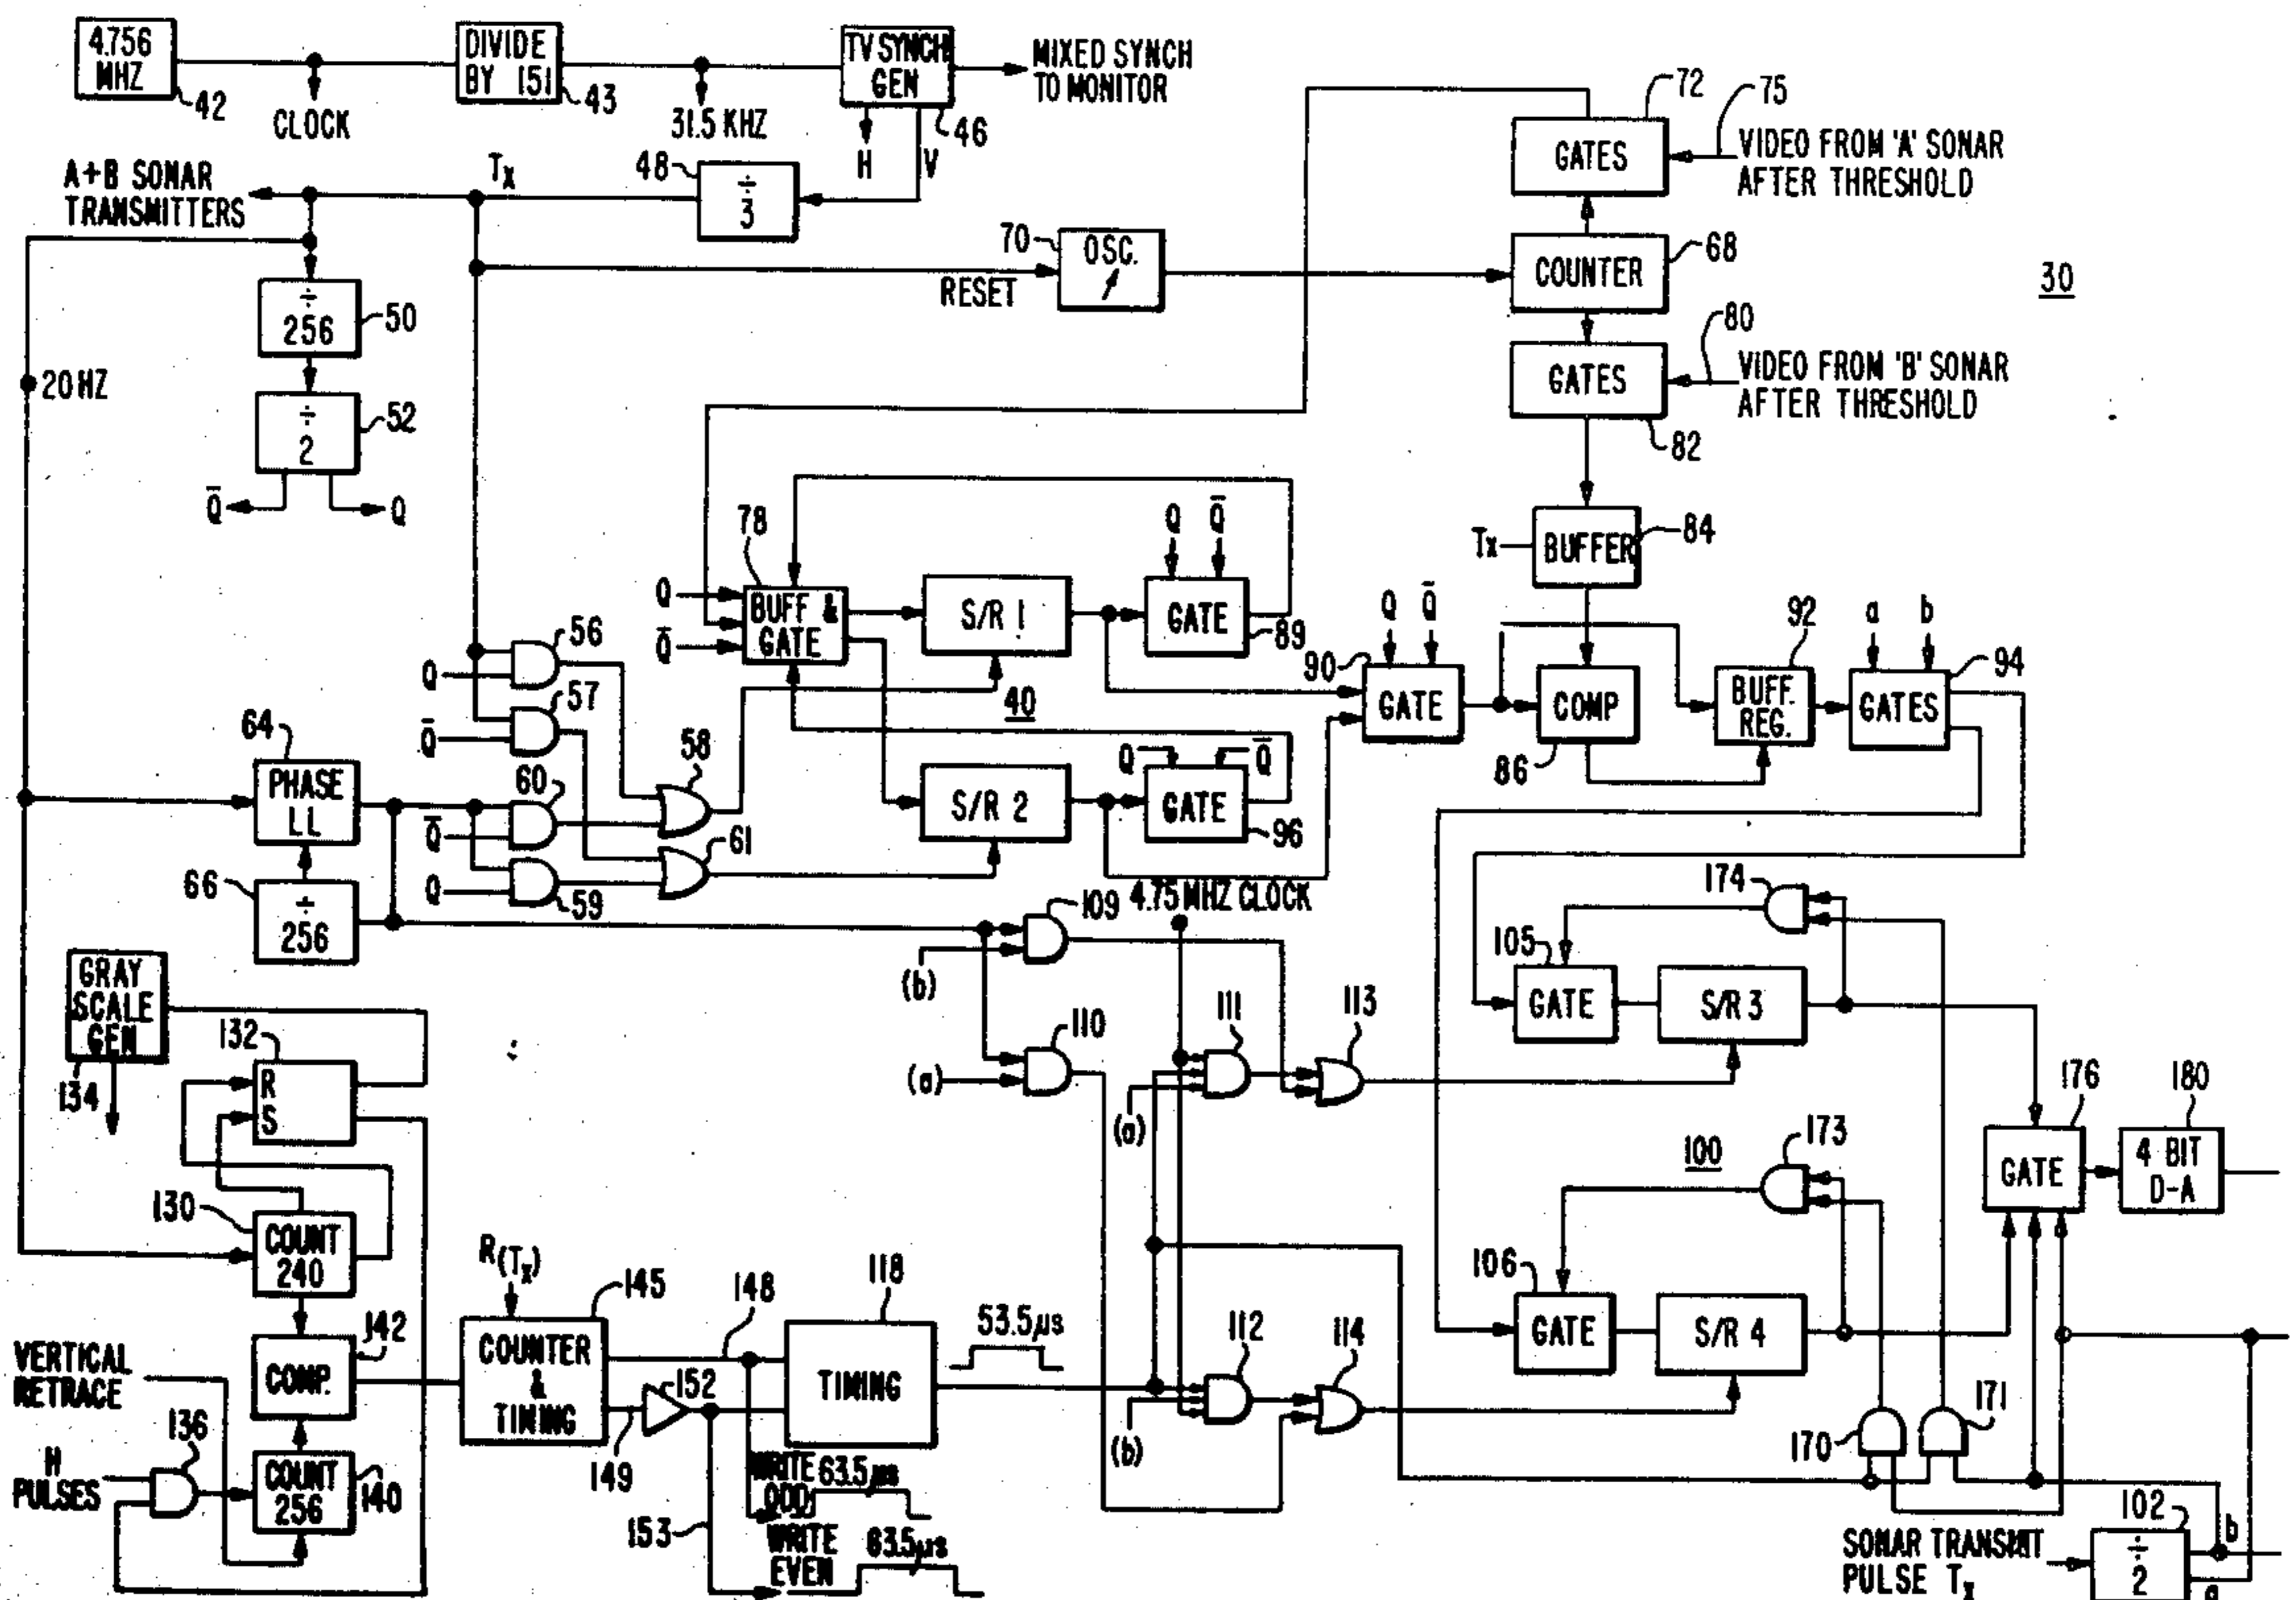 4.756
MHZ
42
CLOCK
DIVIDE
BY 151
43
31.5 KHZ
TV SYNCH
GEN
46
H
V
MIXED SYNCH
TO MONITOR
A+B SONAR
TRANSMITTERS
Tx
48
÷
3
72
75
GATES
VIDEO FROM 'A' SONAR
AFTER THRESHOLD
70
OSC.
RESET
COUNTER
68
30
÷
256
50
20 HZ
÷
2
52
Q̄
Q
80
GATES
VIDEO FROM 'B' SONAR
AFTER THRESHOLD
82
Tx
BUFFER
84
78
Q
Q̄
BUFF &
GATE
S/R 1
Q
Q̄
GATE
89
40
56
Q
57
Q̄
58
60
Q̄
61
Q
59
64
PHASE
LL
66
÷
256
S/R 2
Q
Q̄
GATE
96
90
Q
Q̄
GATE
COMP
86
92
BUFF.
REG.
a
b
94
GATES
4.75 MHZ CLOCK
109
(b)
110
(a)
111
(a)
113
174
105
GATE
S/R 3
GRAY
SCALE
GEN
134
132
R
S
130
COUNT
240
176
GATE
180
4 BIT
D-A
173
100
106
GATE
S/R 4
142
COMP.
VERTICAL
RETRACE
136
H
PULSES
COUNT
256
140
R(Tx)
145
COUNTER
&
TIMING
148
149
152
153
118
TIMING
53.5µs
WRITE
ODD
63.5µs
WRITE
EVEN
63.5µs
112
(b)
114
170
171
SONAR TRANSMIT
PULSE Tx
102
÷
2
b
a